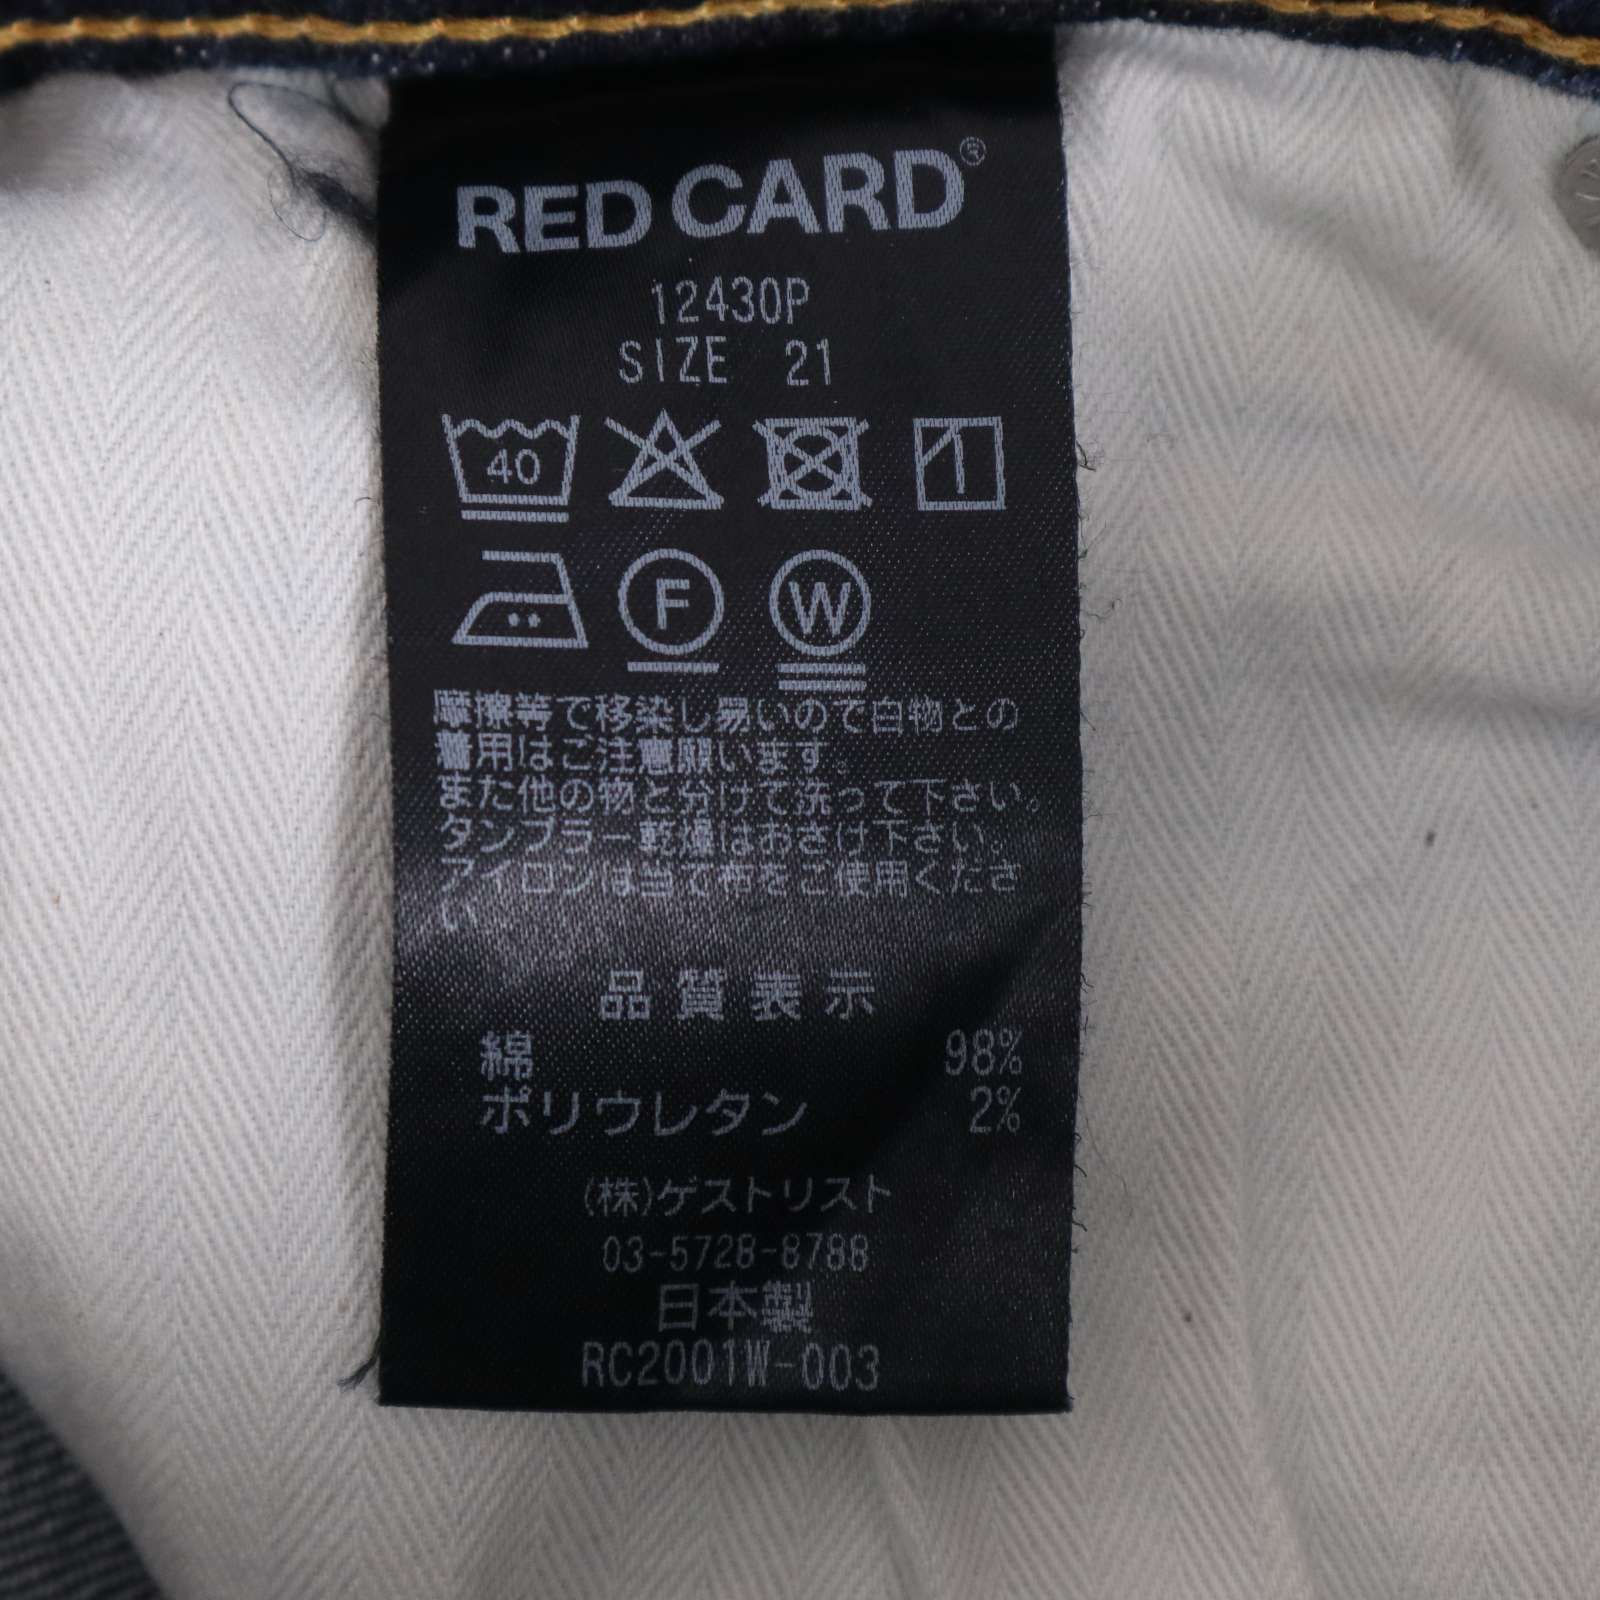 RED CARD®
12430P
SIZE 21
40
F
W
摩擦等で移染し易いので白物との
着用はご注意願います。
また他の物と分けて洗って下さい。
タンブラー乾燥はおさけ下さい。
アイロンは当て布をご使用くださ
い
品質表示
綿 98%
ポリウレタン 2%
(株)ゲストリスト
03-5728-8788
日本製
RC2001W-003